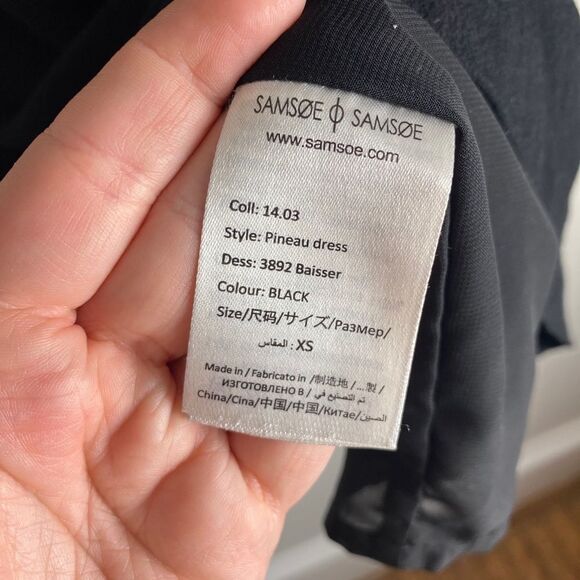 SAMSØE ϕ SAMSØE
www.samsoe.com
Coll: 14.03
Style: Pineau dress
Dess: 3892 Baisser
Colour: BLACK
Size/尺码/サイズ/Размер/
XS : المقاس
Made in / Fabricato in /制造地/...製/
ИЗГОТОВЛЕНО В / تم التصنيع في /
China/Cina/中国/中国/Китае/الصين